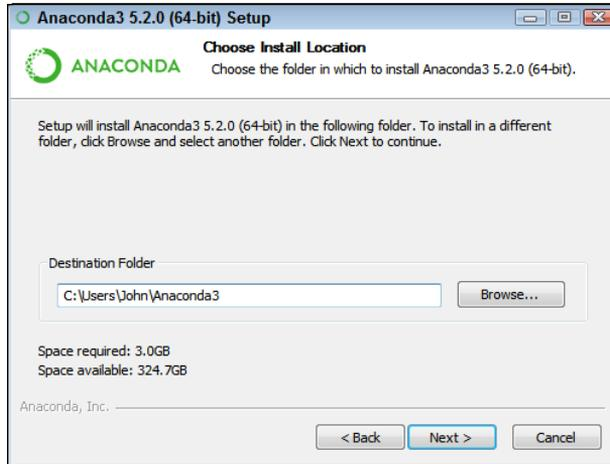 Anaconda3 5.2.0 (64-bit) Setup
ANACONDA
Choose Install Location
Choose the folder in which to install Anaconda3 5.2.0 (64-bit).
Setup will install Anaconda3 5.2.0 (64-bit) in the following folder. To install in a different
folder, click Browse and select another folder. Click Next to continue.
Destination Folder
C:\Users\John\Anaconda3
Browse...
Space required: 3.0GB
Space available: 324.7GB
Anaconda, Inc.
< Back
Next >
Cancel